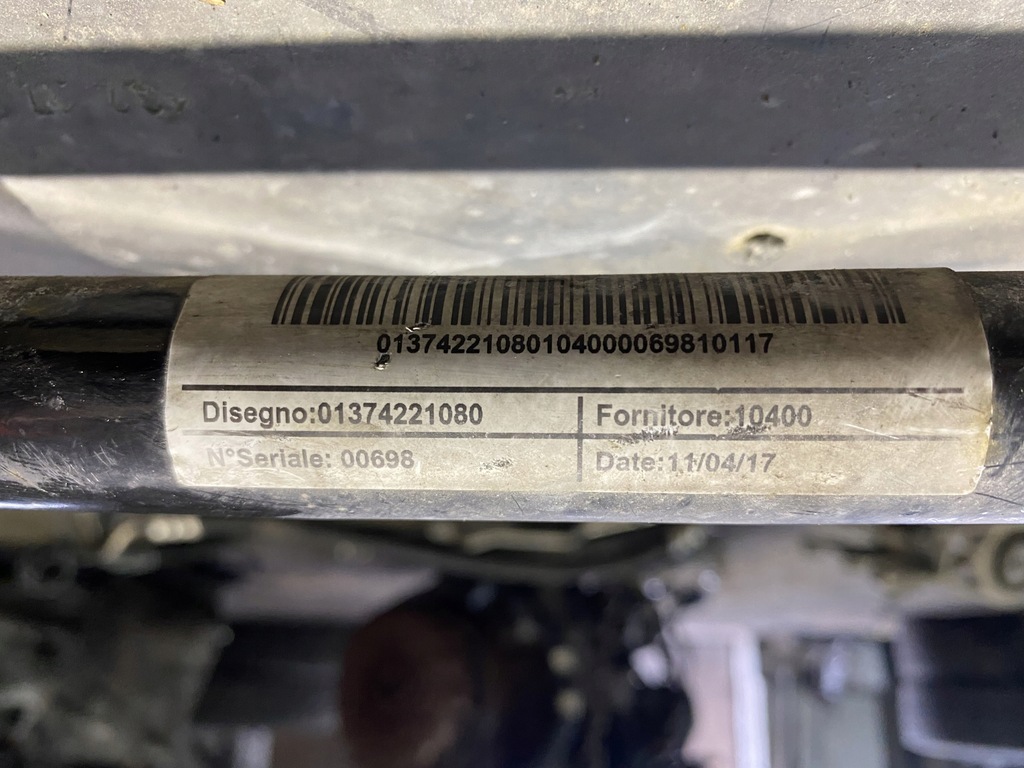 01374221080104000069810117
Disegno:01374221080
Fornitore:10400
N°Seriale: 00698
Date:11/04/17